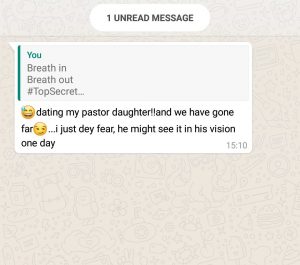 1 UNREAD MESSAGE
You
Breath in
Breath out
#TopSecret...
😅dating my pastor daughter!!and we have gone
far😏...i just dey fear, he might see it in his vision
one day
15:10